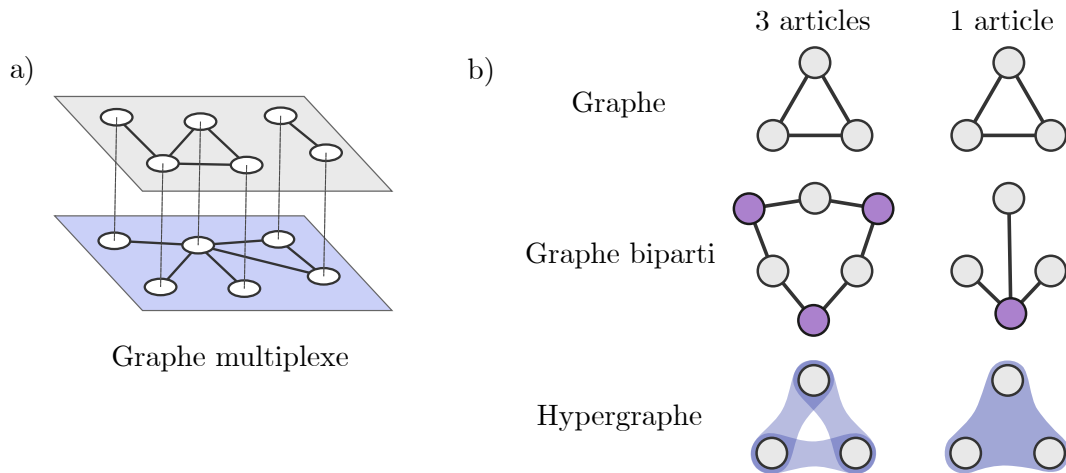 a)
Graphe multiplexe
b)
3 articles
1 article
Graphe
Graphe biparti
Hypergraphe